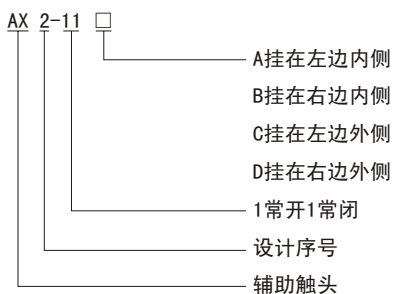 AX 2-11 □
A挂在左边内侧
B挂在右边内侧
C挂在左边外侧
D挂在右边外侧
1常开1常闭
设计序号
辅助触头